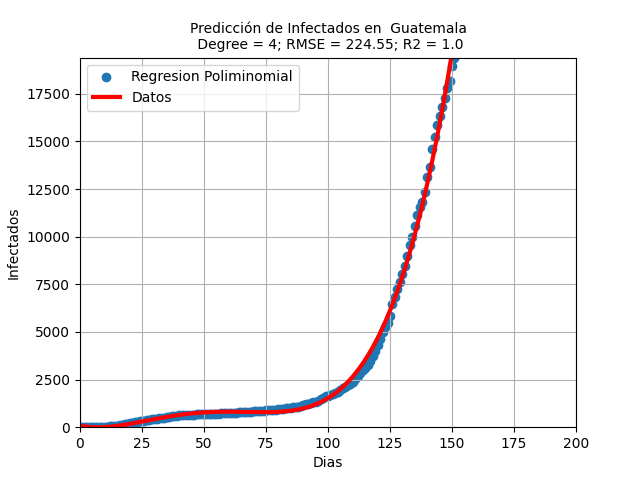 Predicción de Infectados en  Guatemala
Degree = 4; RMSE = 224.55; R2 = 1.0
Regresion Poliminomial
Datos
Infectados
17500
15000
12500
10000
7500
5000
2500
0
0 25 50 75 100 125 150 175 200
Dias